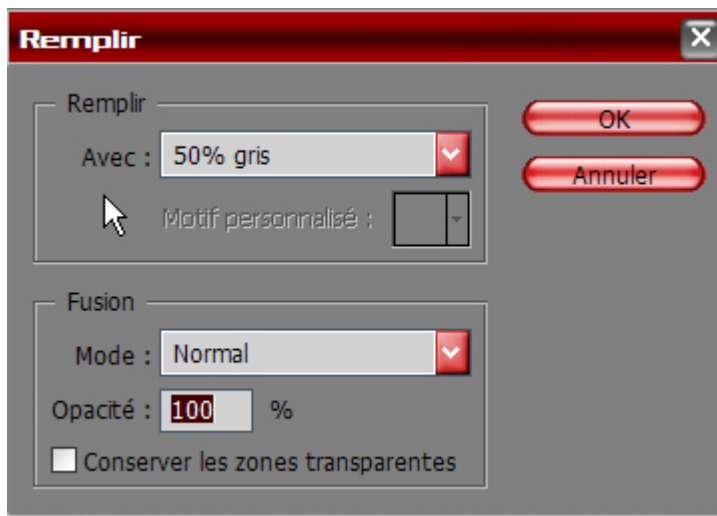 Remplir
Remplir
OK
Avec : 50% gris
Annuler
Motif personnalisé :
Fusion
Mode : Normal
Opacité : 100 %
Conserver les zones transparentes